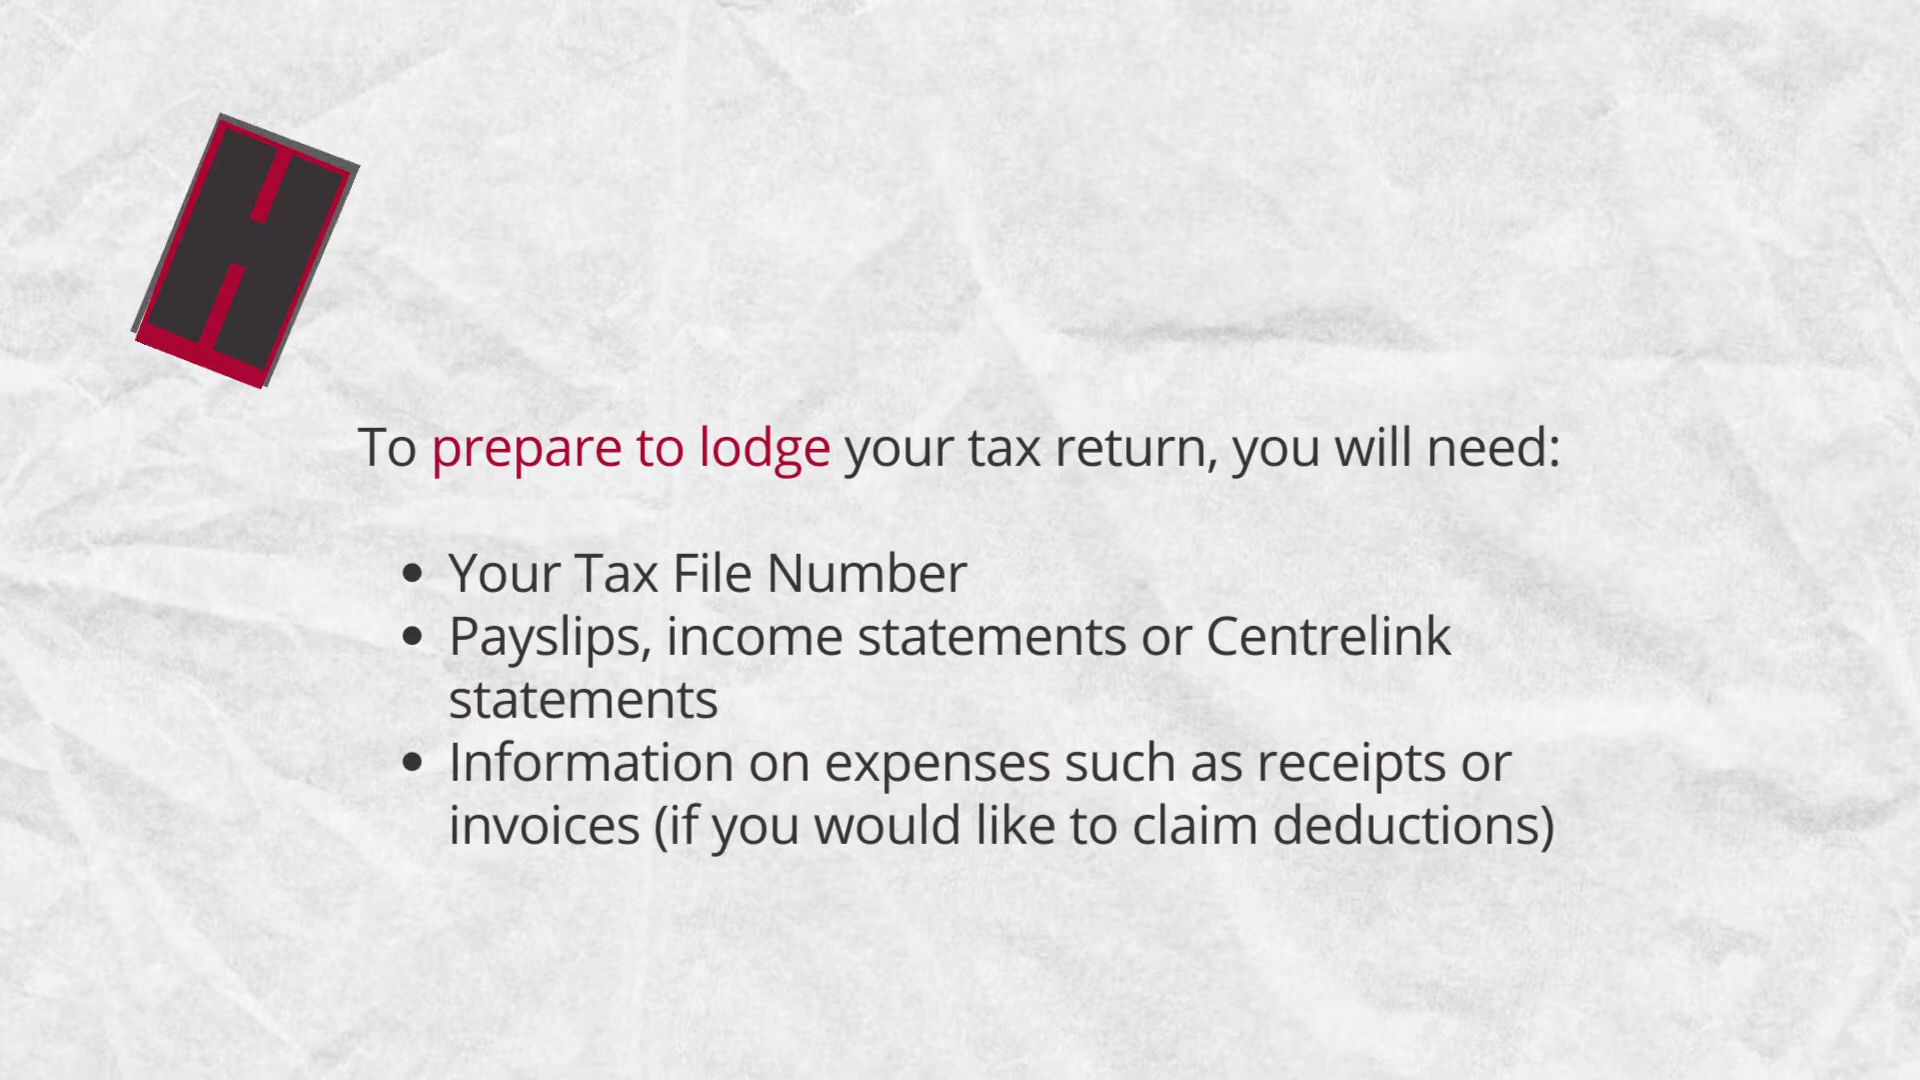 To prepare to lodge your tax return, you will need:
• Your Tax File Number
• Payslips, income statements or Centrelink
statements
• Information on expenses such as receipts or
invoices (if you would like to claim deductions)